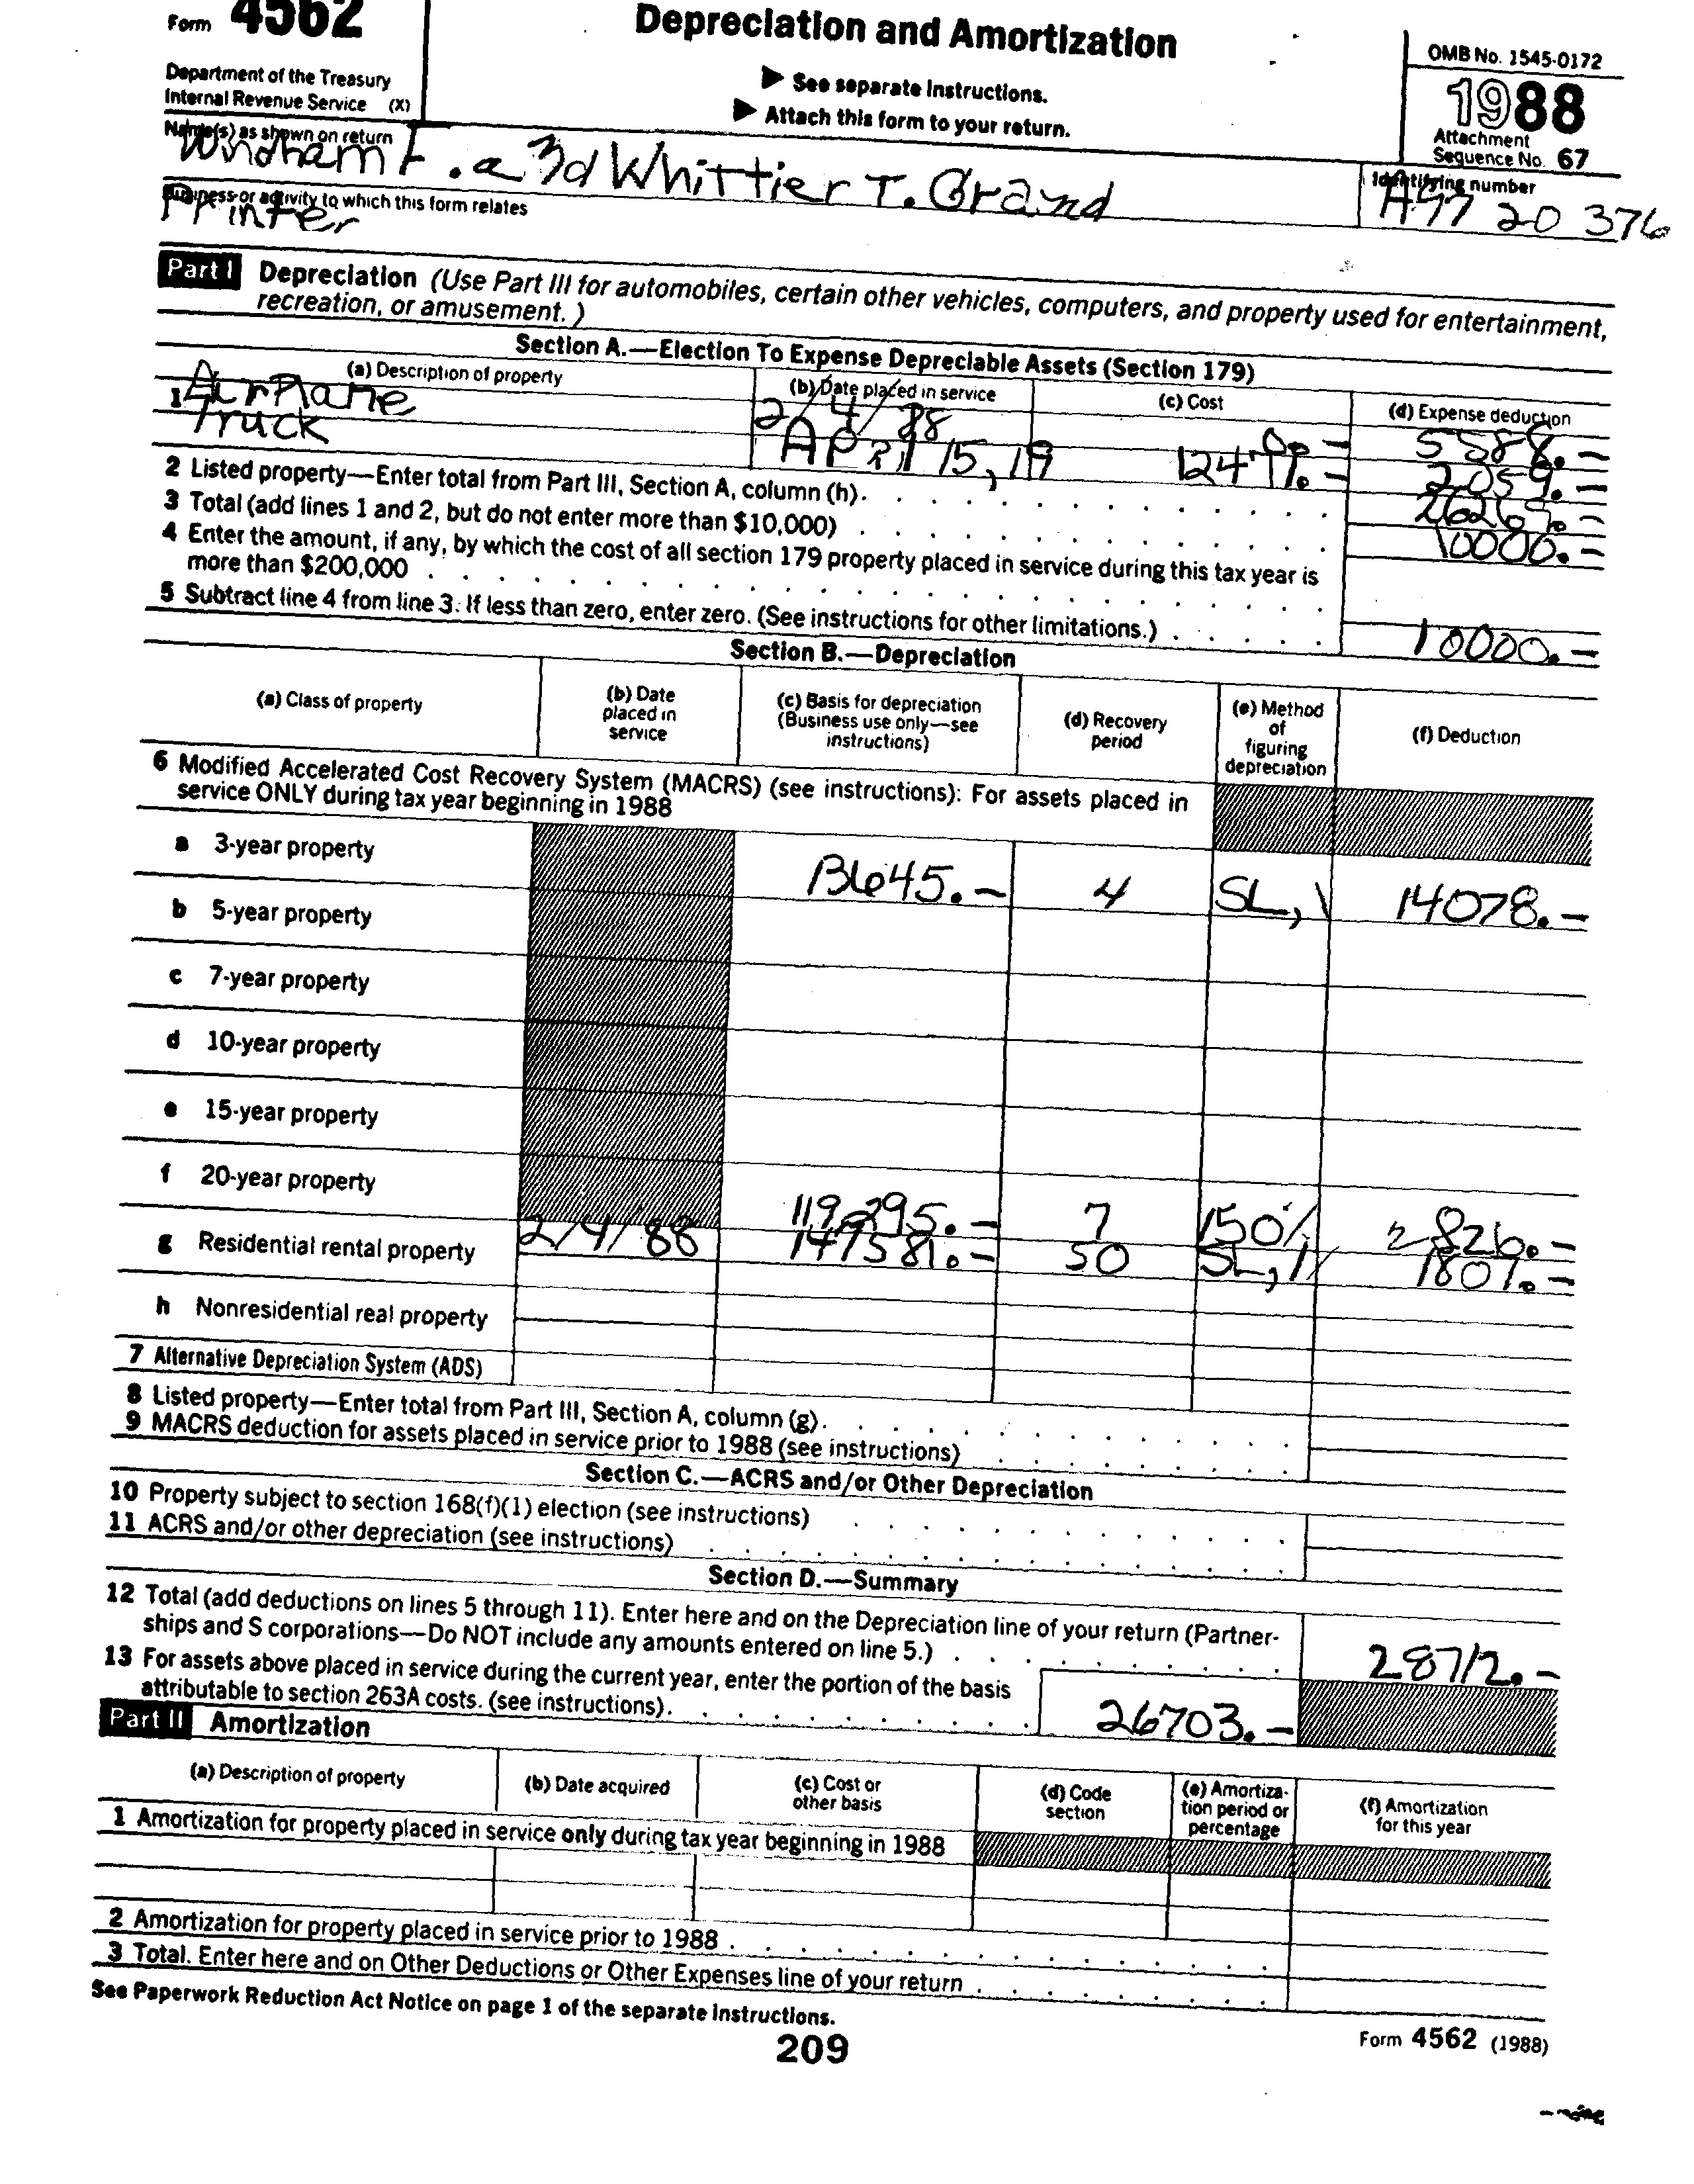 Form 4562
Depreciation and Amortization
OMB No. 1545-0172
Department of the Treasury
Internal Revenue Service (X)
▶ See separate Instructions.
▶ Attach this form to your return.
1988
Attachment
Sequence No. 67
Name(s) as shown on return
Identifying number
Windham F. a 3d Whittier T. Grand
20 376
Business or activity to which this form relates
Printer
Part I Depreciation (Use Part III for automobiles, certain other vehicles, computers, and property used for entertainment,
recreation, or amusement.)
Section A.—Election To Expense Depreciable Assets (Section 179)
(a) Description of property (b) Date placed in service (c) Cost (d) Expense deduction
1 Airplane 2/4/88 5588.-
Truck April 15, 19 2059.-
2 Listed property—Enter total from Part III, Section A, column (h). 26269.-
3 Total (add lines 1 and 2, but do not enter more than $10,000) 10000.-
4 Enter the amount, if any, by which the cost of all section 179 property placed in service during this tax year is
more than $200,000
5 Subtract line 4 from line 3. If less than zero, enter zero. (See instructions for other limitations.) 10000.-
Section B.—Depreciation
(a) Class of property
(b) Date
placed in
service
(c) Basis for depreciation
(Business use only—see
instructions)
(d) Recovery
period
(e) Method
of
figuring
depreciation
(f) Deduction
6 Modified Accelerated Cost Recovery System (MACRS) (see instructions): For assets placed in
service ONLY during tax year beginning in 1988
a 3-year property 4 SL, 14078.-
b 5-year property
c 7-year property
d 10-year property
e 15-year property
f 20-year property 119295.- 7 150% 2826.-
g Residential rental property 2/4/88 147581.- 50 SL, 1809.-
h Nonresidential real property
7 Alternative Depreciation System (ADS)
8 Listed property—Enter total from Part III, Section A, column (g).
9 MACRS deduction for assets placed in service prior to 1988 (see instructions)
Section C.—ACRS and/or Other Depreciation
10 Property subject to section 168(f)(1) election (see instructions)
11 ACRS and/or other depreciation (see instructions)
Section D.—Summary
12 Total (add deductions on lines 5 through 11). Enter here and on the Depreciation line of your return (Partner-
ships and S corporations—Do NOT include any amounts entered on line 5.) 28712.-
13 For assets above placed in service during the current year, enter the portion of the basis
attributable to section 263A costs. (see instructions). 26703.-
Part II Amortization
(a) Description of property
(b) Date acquired
(c) Cost or
other basis
(d) Code
section
(e) Amortiza-
tion period or
percentage
(f) Amortization
for this year
1 Amortization for property placed in service only during tax year beginning in 1988
2 Amortization for property placed in service prior to 1988
3 Total. Enter here and on Other Deductions or Other Expenses line of your return
See Paperwork Reduction Act Notice on page 1 of the separate Instructions.
209
Form 4562 (1988)